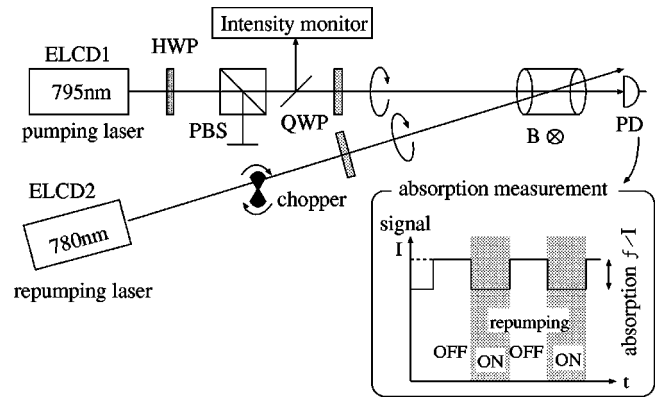 Intensity monitor
ELCD1
HWP
795nm
pumping laser
PBS
QWP
B ⊗
PD
ELCD2
780nm
repumping laser
chopper
absorption measurement
signal
I
repumping
OFF ON OFF ON
t
absorption f/I